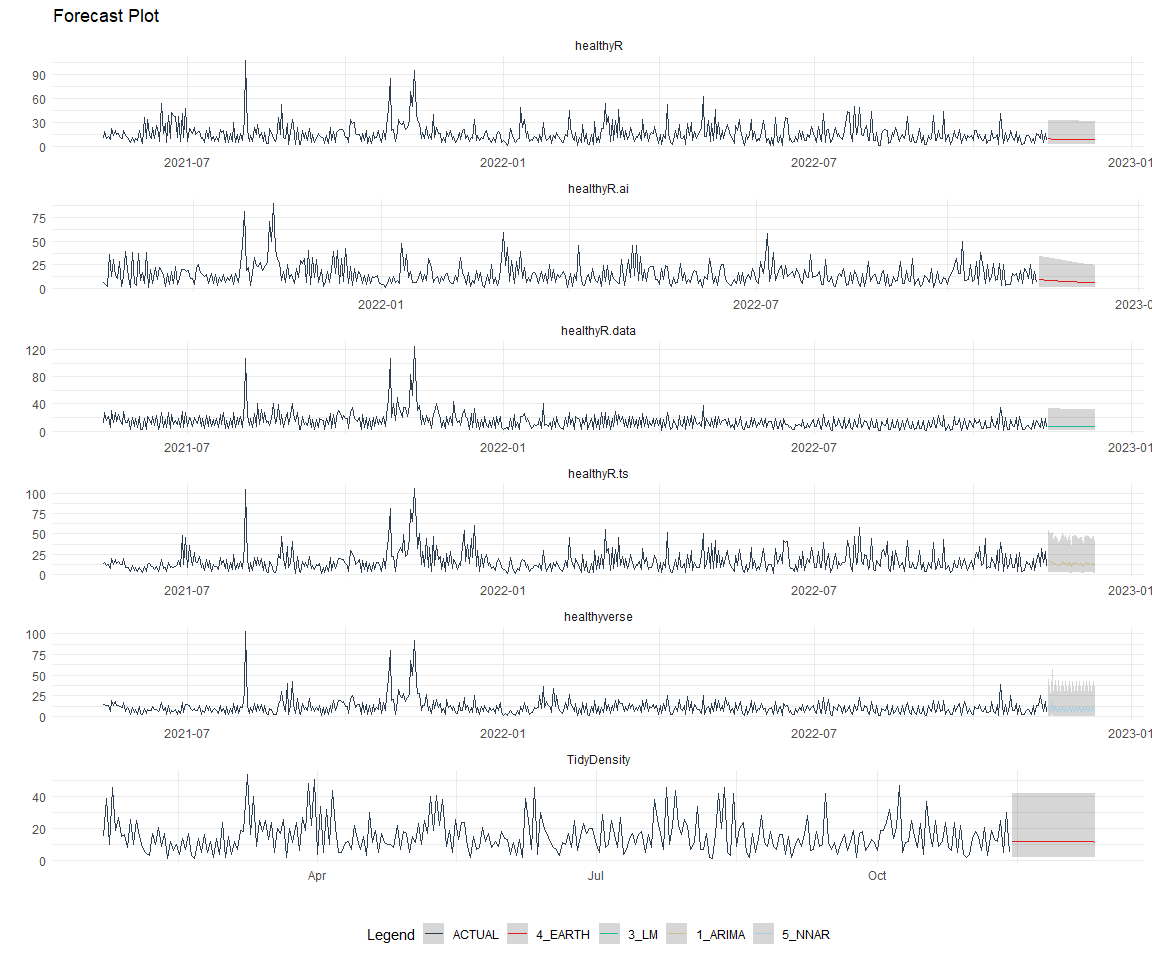 Forecast Plot
healthyR
90
60
30
0
2021-07 2022-01 2022-07 2023-01
healthyR.ai
75
50
25
0
2022-01 2022-07 2023-0
healthyR.data
120
80
40
0
2021-07 2022-01 2022-07 2023-01
healthyR.ts
100
75
50
25
0
2021-07 2022-01 2022-07 2023-01
healthyverse
100
75
50
25
0
2021-07 2022-01 2022-07 2023-01
TidyDensity
40
20
0
Apr Jul Oct
Legend ACTUAL 4_EARTH 3_LM 1_ARIMA 5_NNAR